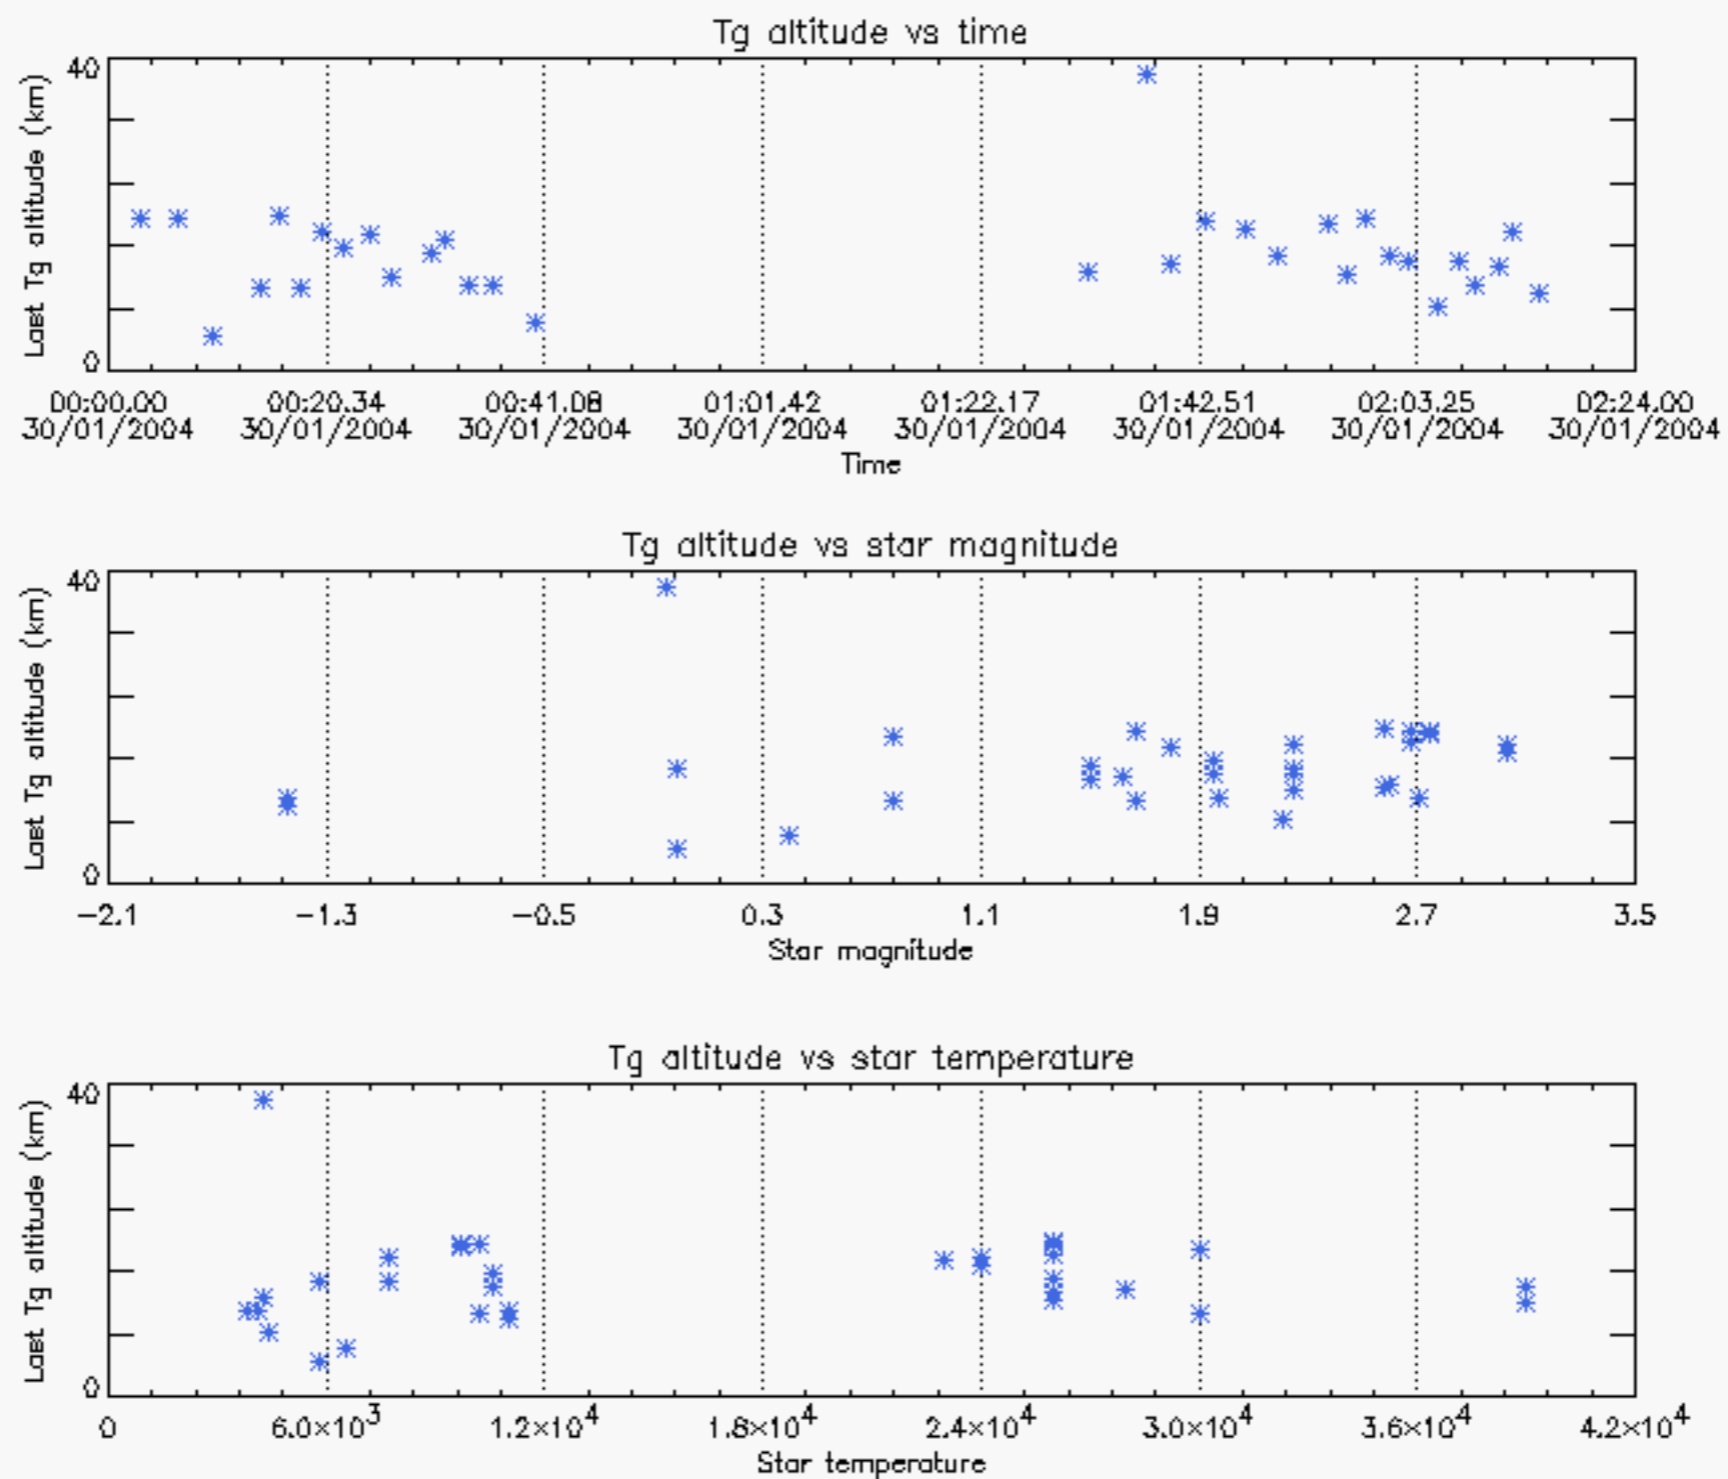 Tg altitude vs time
Last Tg altitude (km)
40
0
00:00.00 00:20.34 00:41.08 01:01.42 01:22.17 01:42.51 02:03.25 02:24.00
30/01/2004 30/01/2004 30/01/2004 30/01/2004 30/01/2004 30/01/2004 30/01/2004 30/01/2004
Time
Tg altitude vs star magnitude
Last Tg altitude (km)
40
0
−2.1 −1.3 −0.5 0.3 1.1 1.9 2.7 3.5
Star magnitude
Tg altitude vs star temperature
Last Tg altitude (km)
40
0
0 6.0×10³ 1.2×10⁴ 1.8×10⁴ 2.4×10⁴ 3.0×10⁴ 3.6×10⁴ 4.2×10⁴
Star temperature